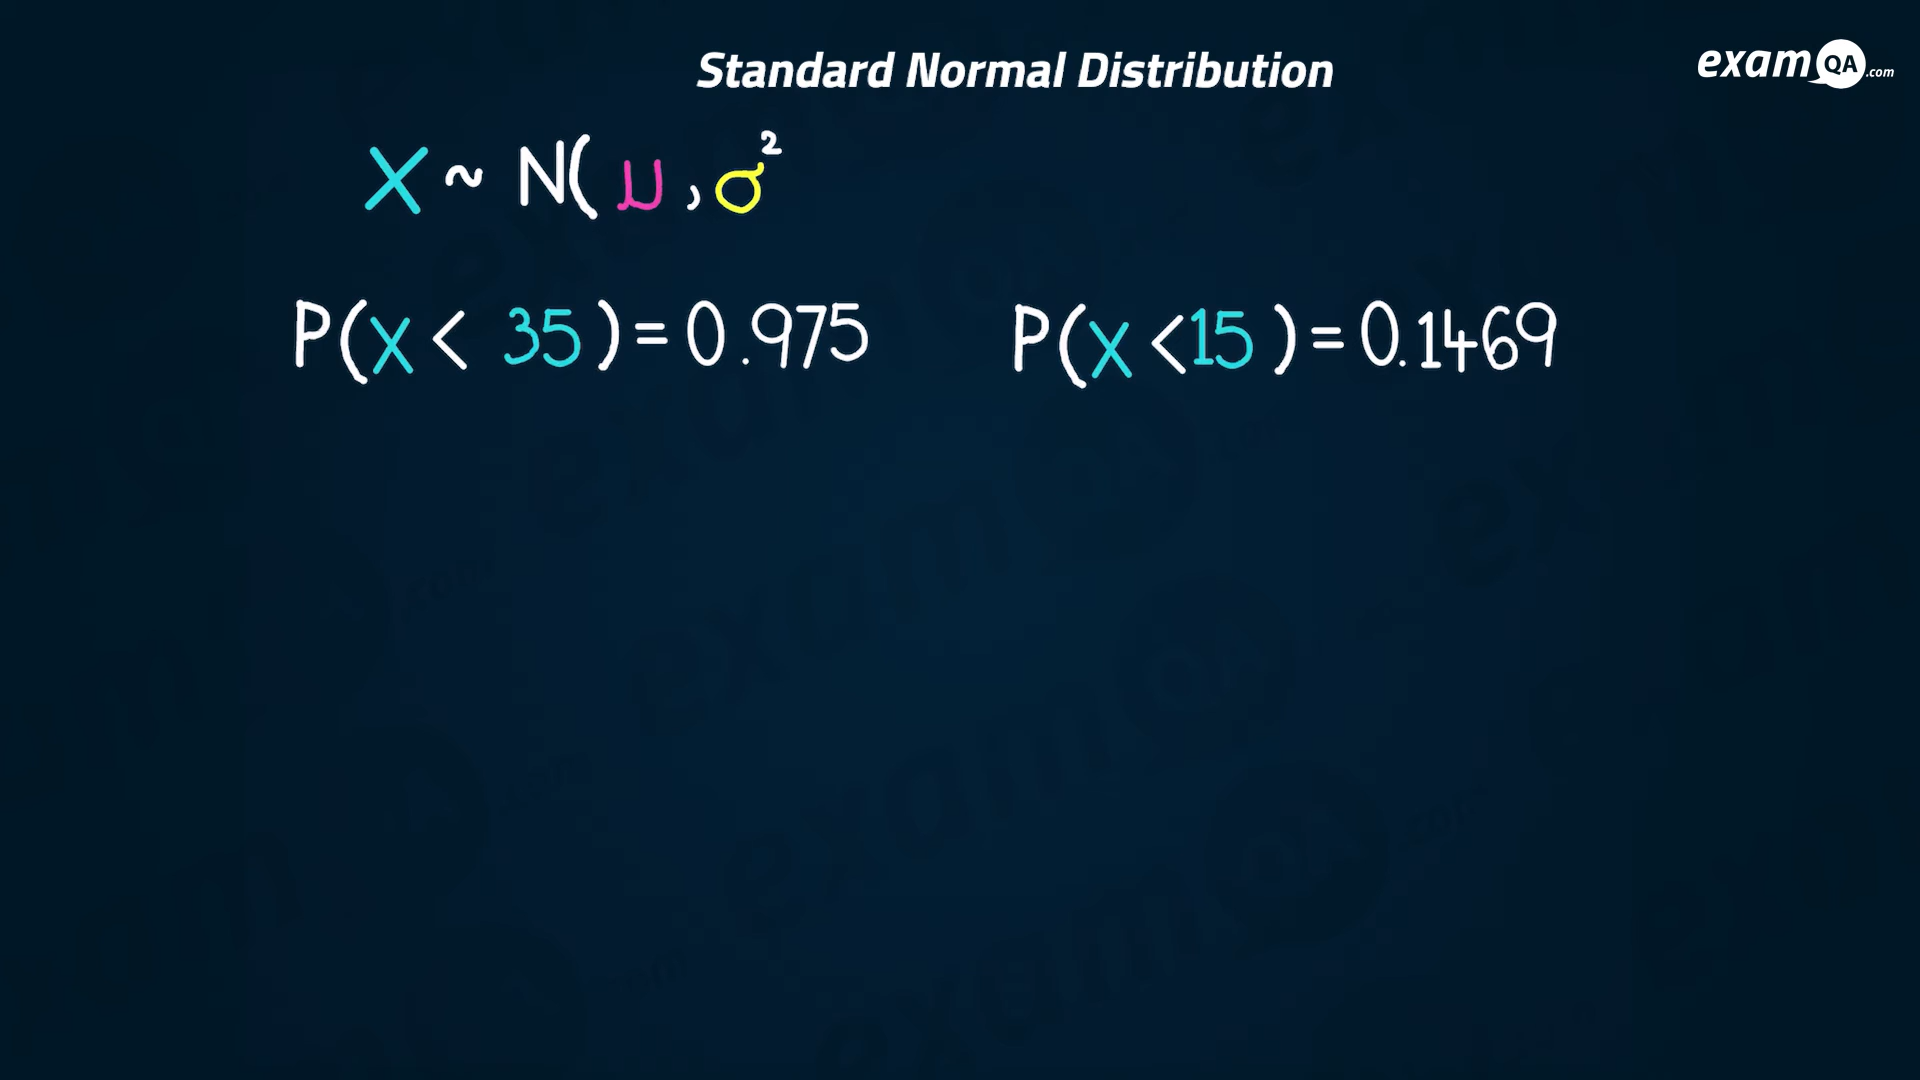 Standard Normal Distribution
examQA.com
X ~ N( μ , σ²
P(X < 35) = 0.975
P(X < 15) = 0.1469